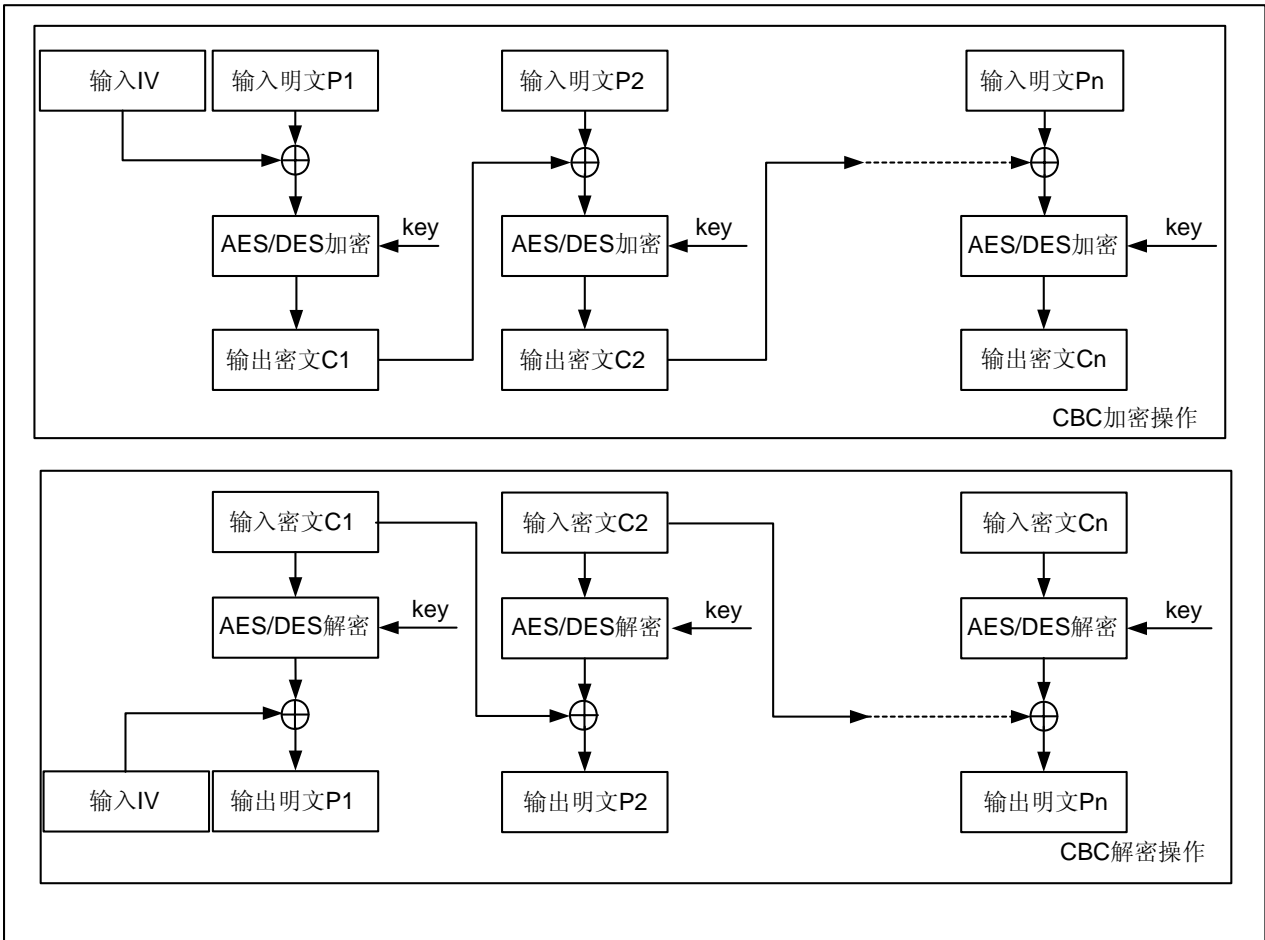 输入IV
输入明文P1
输入明文P2
输入明文Pn
AES/DES加密
key
AES/DES加密
key
AES/DES加密
key
输出密文C1
输出密文C2
输出密文Cn
CBC加密操作
输入密文C1
输入密文C2
输入密文Cn
AES/DES解密
key
AES/DES解密
key
AES/DES解密
key
输入IV
输出明文P1
输出明文P2
输出明文Pn
CBC解密操作